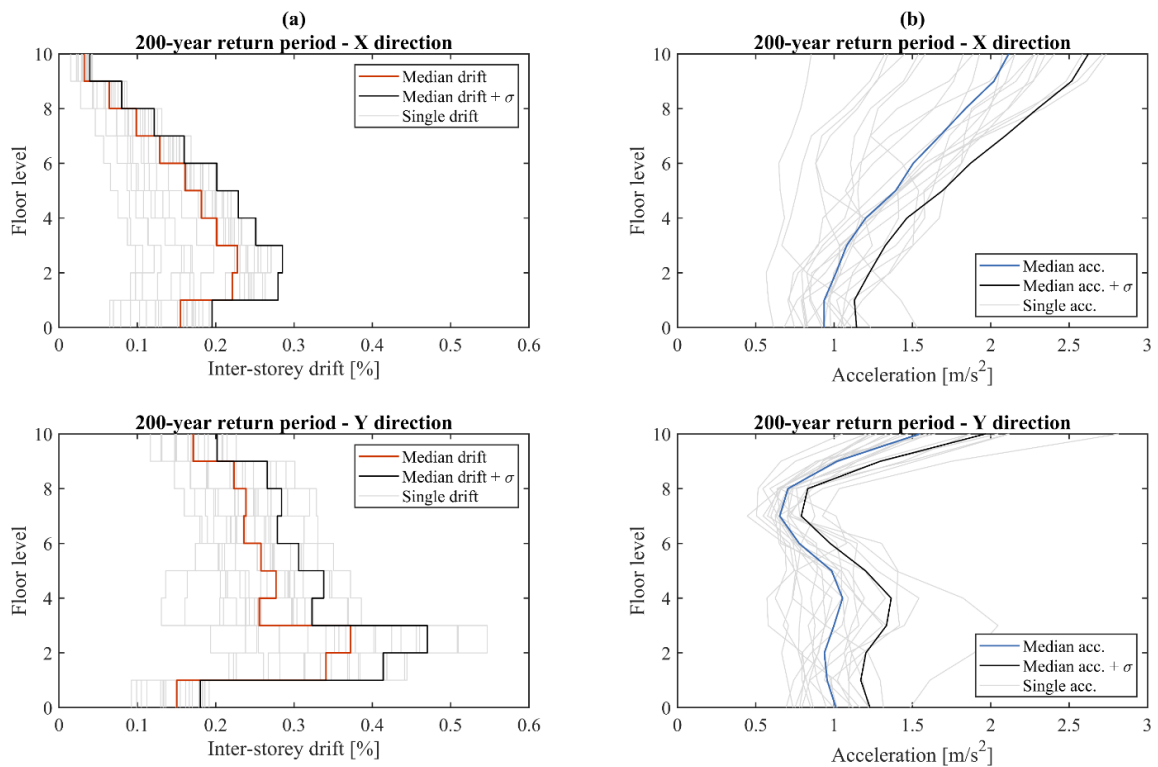 (a)
200-year return period - X direction
10
8
6
4
2
0
Floor level
Median drift
Median drift + σ
Single drift
0 0.1 0.2 0.3 0.4 0.5 0.6
Inter-storey drift [%]
(b)
200-year return period - X direction
10
8
6
4
2
0
Floor level
Median acc.
Median acc. + σ
Single acc.
0 0.5 1 1.5 2 2.5 3
Acceleration [m/s²]
200-year return period - Y direction
10
8
6
4
2
0
Floor level
Median drift
Median drift + σ
Single drift
0 0.1 0.2 0.3 0.4 0.5 0.6
Inter-storey drift [%]
200-year return period - Y direction
10
8
6
4
2
0
Floor level
Median acc.
Median acc. + σ
Single acc.
0 0.5 1 1.5 2 2.5 3
Acceleration [m/s²]